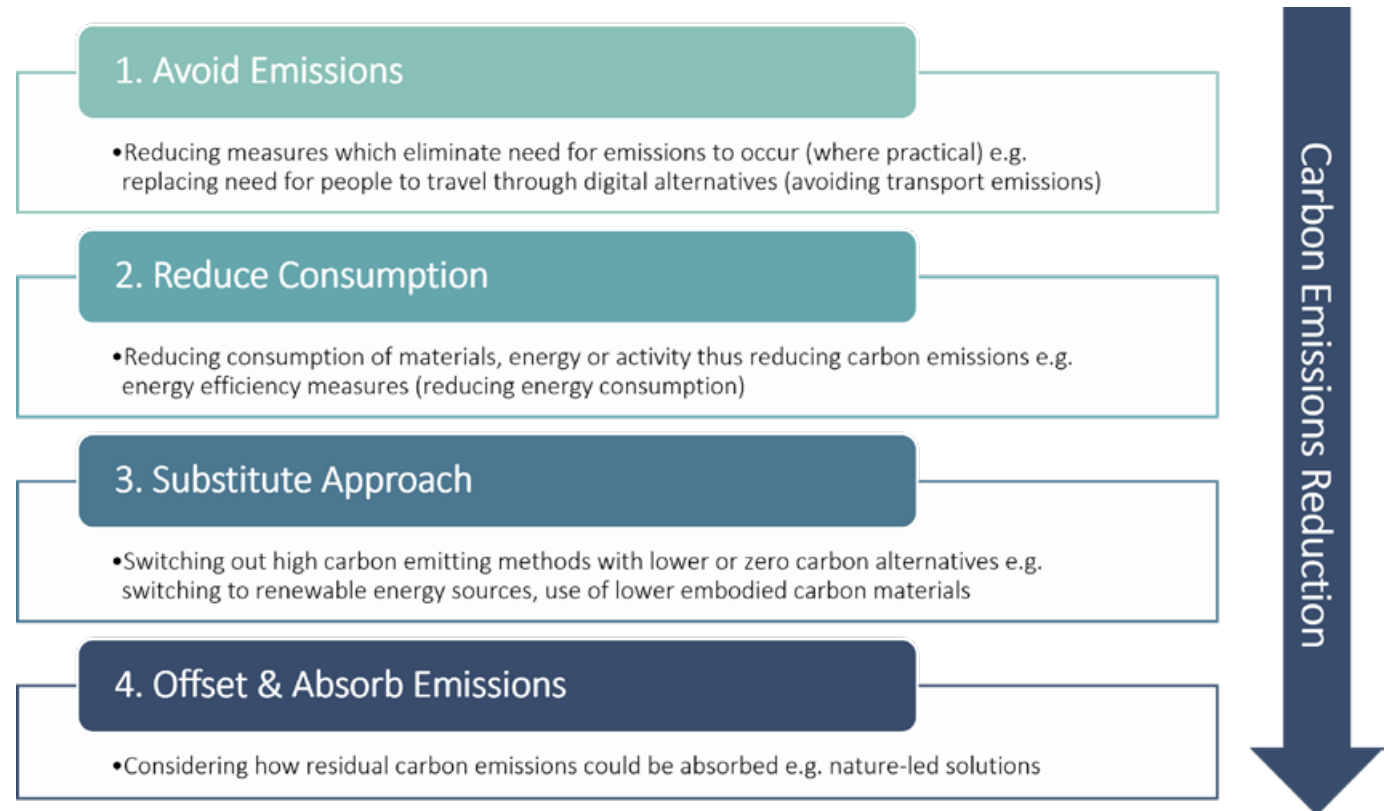 1. Avoid Emissions
•Reducing measures which eliminate need for emissions to occur (where practical) e.g.
replacing need for people to travel through digital alternatives (avoiding transport emissions)
2. Reduce Consumption
•Reducing consumption of materials, energy or activity thus reducing carbon emissions e.g.
energy efficiency measures (reducing energy consumption)
3. Substitute Approach
•Switching out high carbon emitting methods with lower or zero carbon alternatives e.g.
switching to renewable energy sources, use of lower embodied carbon materials
4. Offset & Absorb Emissions
•Considering how residual carbon emissions could be absorbed e.g. nature-led solutions
Carbon Emissions Reduction